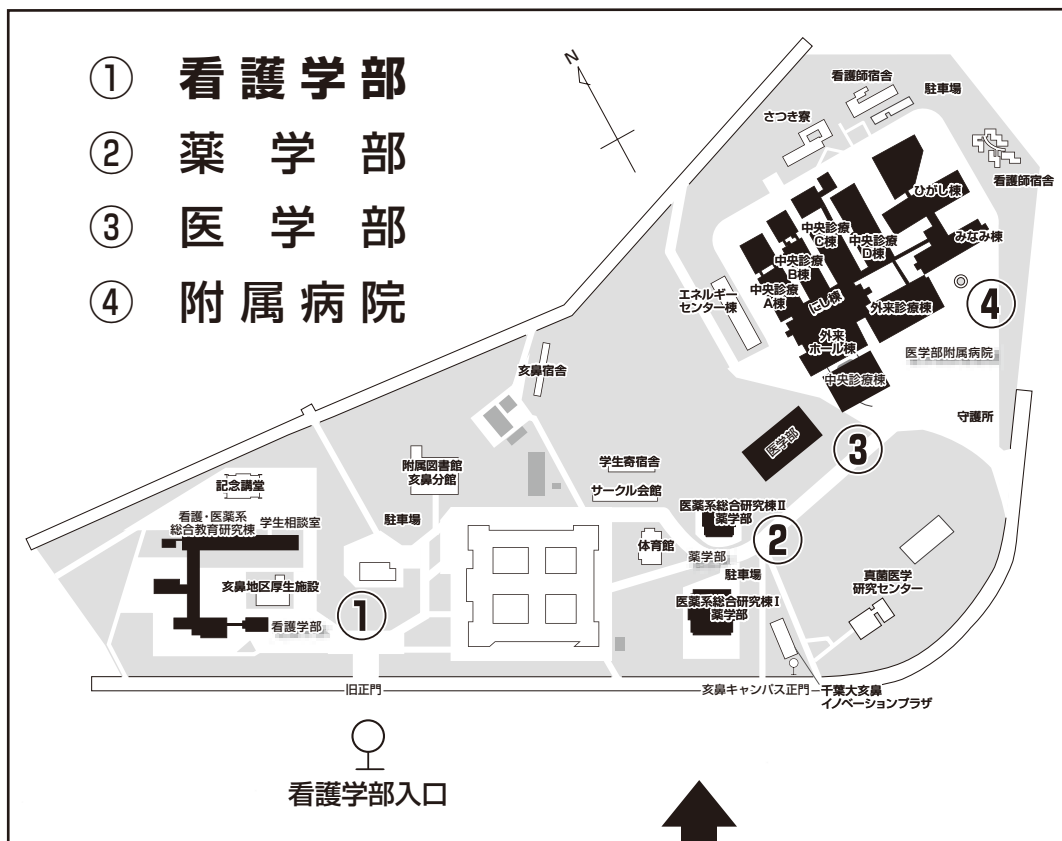 ① 看護学部
② 薬学部
③ 医学部
④ 附属病院
N
看護師宿舎
駐車場
さつき寮
看護師宿舎
ひがし棟
みなみ棟
中央診療
C棟
中央診療
D棟
中央診療
B棟
中央診療
A棟
にし棟
エネルギー
センター棟
外来診療棟
④
外来
ホール棟
医学部附属病院
中央診療棟
亥鼻宿舎
守護所
医学部
③
附属図書館
亥鼻分館
学生寄宿舎
サークル会館
記念講堂
看護・医薬系
総合教育研究棟
学生相談室
駐車場
医薬系総合研究棟Ⅱ
薬学部
②
体育館
薬学部
駐車場
真菌医学
研究センター
亥鼻地区厚生施設
医薬系総合研究棟Ⅰ
薬学部
①
看護学部
旧正門
亥鼻キャンパス正門
千葉大亥鼻
イノベーションプラザ
看護学部入口